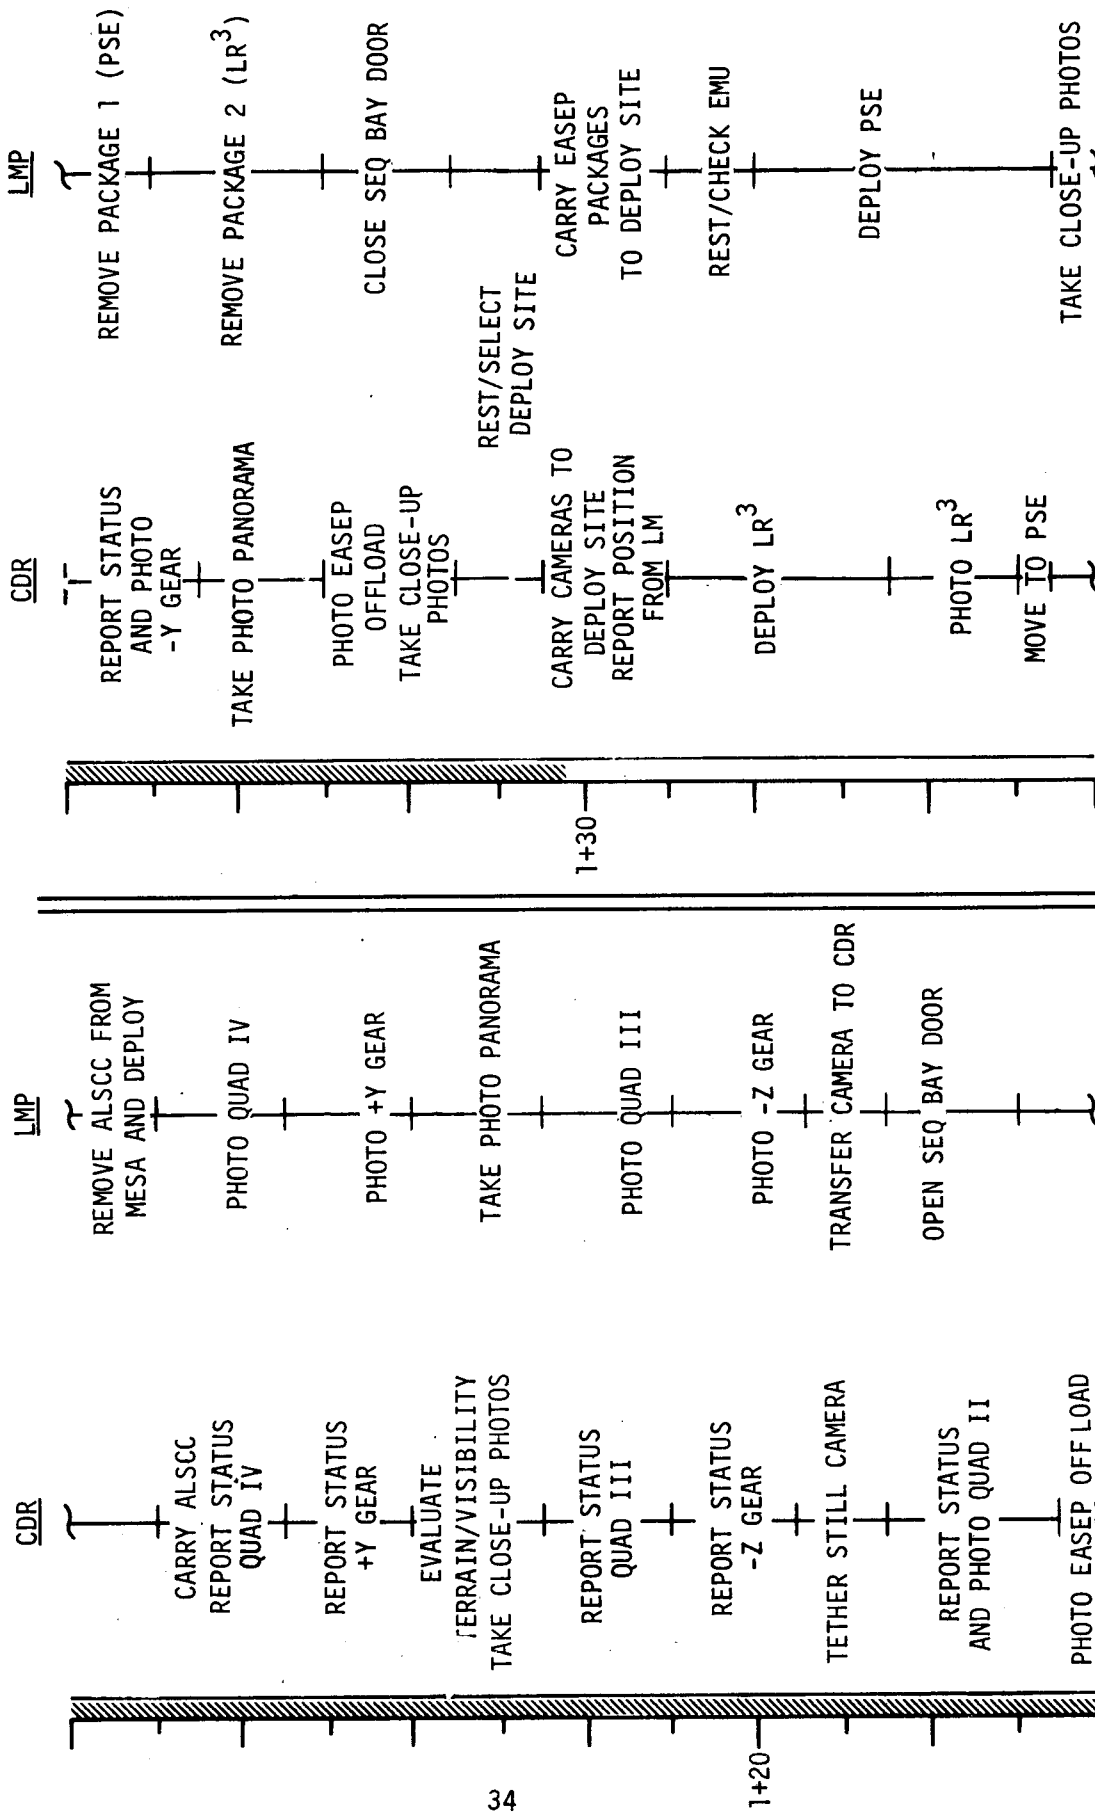 CDR
LMP
REMOVE ALSCC FROM
MESA AND DEPLOY
CARRY ALSCC
REPORT STATUS
QUAD IV
PHOTO QUAD IV
REPORT STATUS
+Y GEAR
PHOTO +Y GEAR
EVALUATE
TERRAIN/VISIBILITY
TAKE CLOSE-UP PHOTOS
TAKE PHOTO PANORAMA
REPORT STATUS
QUAD III
PHOTO QUAD III
REPORT STATUS
-Z GEAR
PHOTO -Z GEAR
1+20
TETHER STILL CAMERA
TRANSFER CAMERA TO CDR
REPORT STATUS
AND PHOTO QUAD II
OPEN SEQ BAY DOOR
PHOTO EASEP OFFLOAD
CDR
LMP
REPORT STATUS
AND PHOTO
-Y GEAR
REMOVE PACKAGE 1 (PSE)
TAKE PHOTO PANORAMA
REMOVE PACKAGE 2 (LR3)
PHOTO EASEP
OFFLOAD
TAKE CLOSE-UP
PHOTOS
CLOSE SEQ BAY DOOR
REST/SELECT
DEPLOY SITE
1+30
CARRY CAMERAS TO
DEPLOY SITE
REPORT POSITION
FROM LM
CARRY EASEP
PACKAGES
TO DEPLOY SITE
REST/CHECK EMU
DEPLOY LR3
DEPLOY PSE
PHOTO LR3
MOVE TO PSE
TAKE CLOSE-UP PHOTOS
34